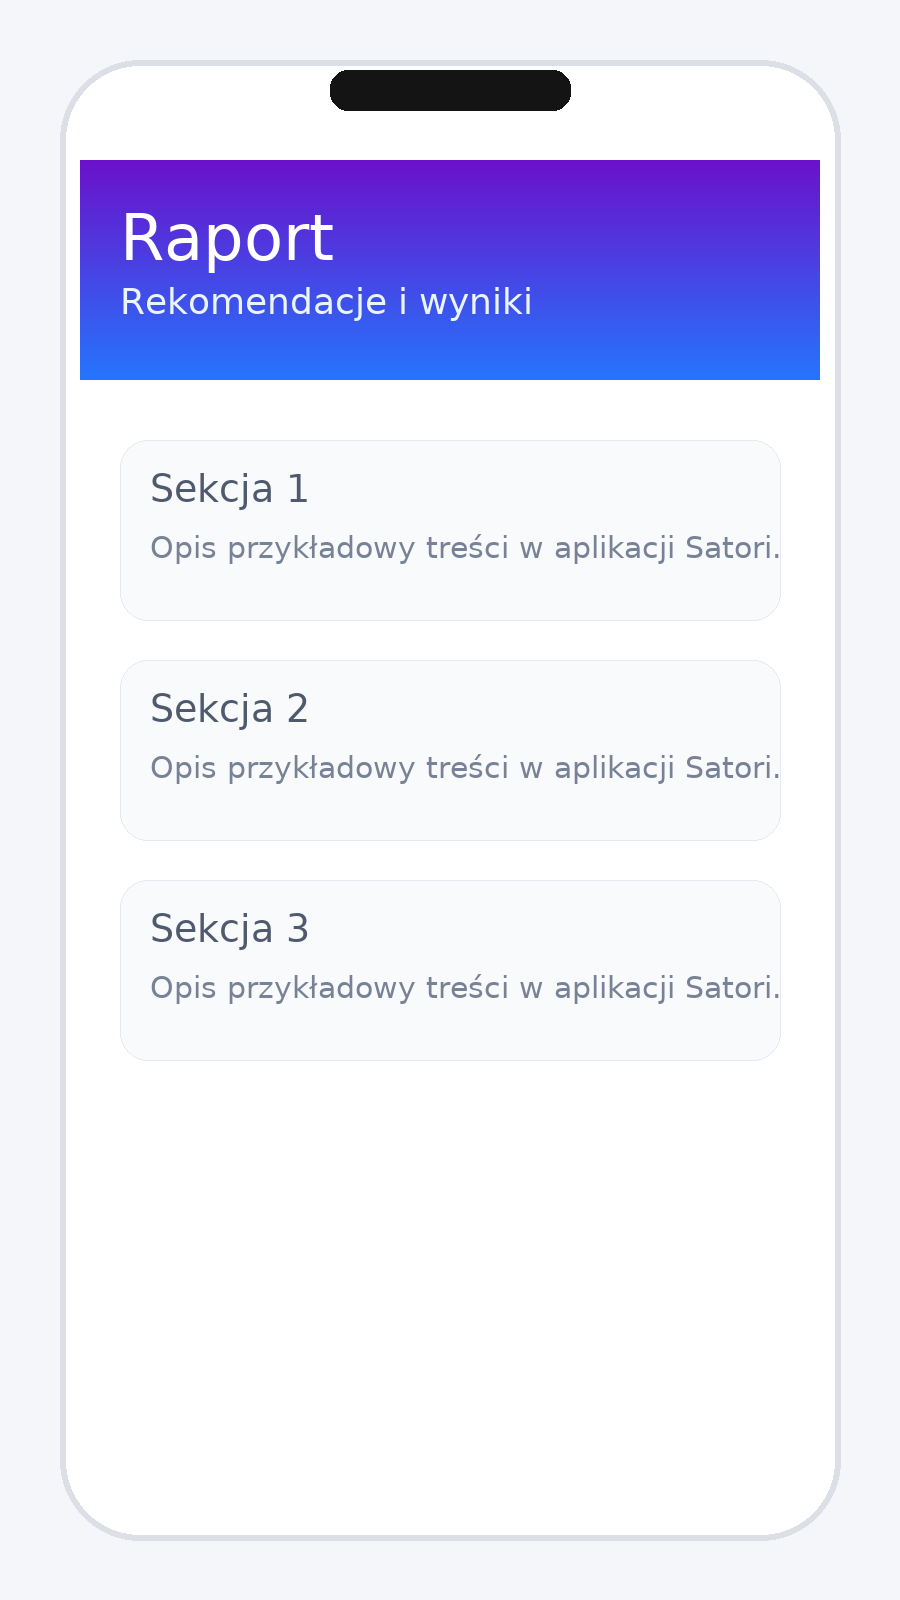 Raport
Rekomendacje i wyniki
Sekcja 1
Opis przykładowy treści w aplikacji Satori.
Sekcja 2
Opis przykładowy treści w aplikacji Satori.
Sekcja 3
Opis przykładowy treści w aplikacji Satori.